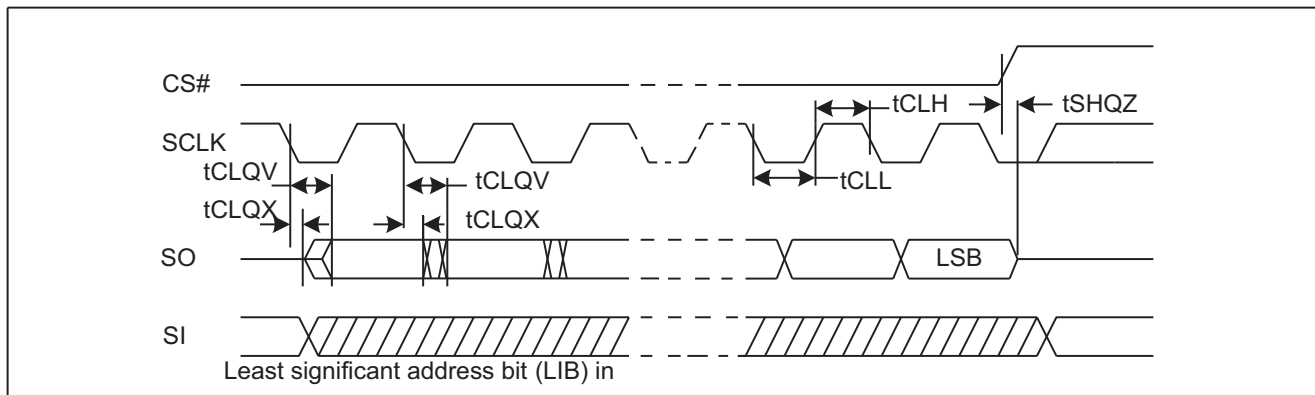 CS#
tCLH
tSHQZ
SCLK
tCLQV
tCLQV
tCLL
tCLQX
tCLQX
SO
LSB
SI
Least significant address bit (LIB) in